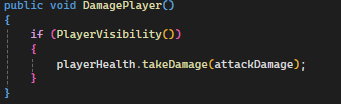 public void DamagePlayer()
{
if (PlayerVisibility())
{
playerHealth.takeDamage(attackDamage);
}
}